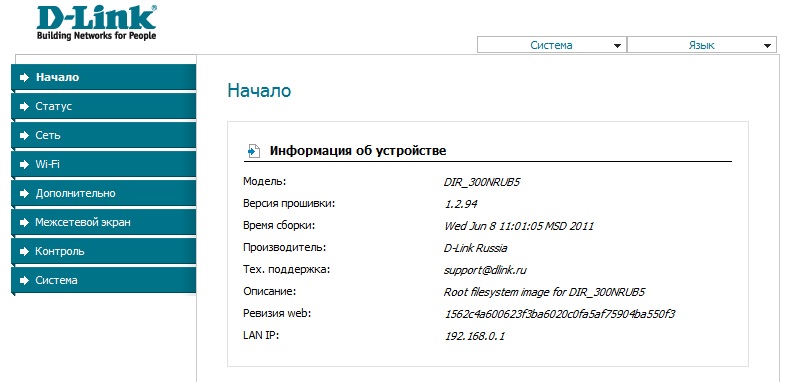 D-Link
Building Networks for People
Система Язык
Начало
Статус
Сеть
Wi-Fi
Дополнительно
Межсетевой экран
Контроль
Система
Начало
Информация об устройстве
Модель: DIR_300NRUB5
Версия прошивки: 1.2.94
Время сборки: Wed Jun 8 11:01:05 MSD 2011
Производитель: D-Link Russia
Тех. поддержка: support@dlink.ru
Описание: Root filesystem image for DIR_300NRUB5
Ревизия web: 1562c4a600623f3ba6020c0fa5af75904ba550f3
LAN IP: 192.168.0.1